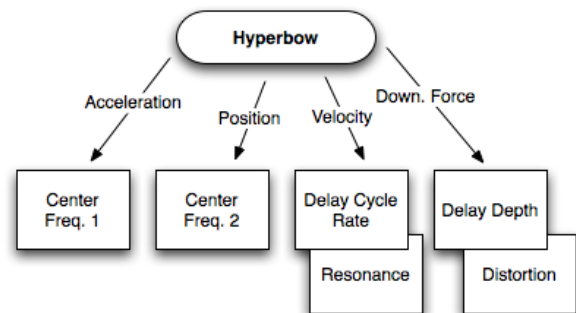 Hyperbow
Acceleration
Position
Velocity
Down. Force
Center
Freq. 1
Center
Freq. 2
Delay Cycle
Rate
Delay Depth
Resonance
Distortion